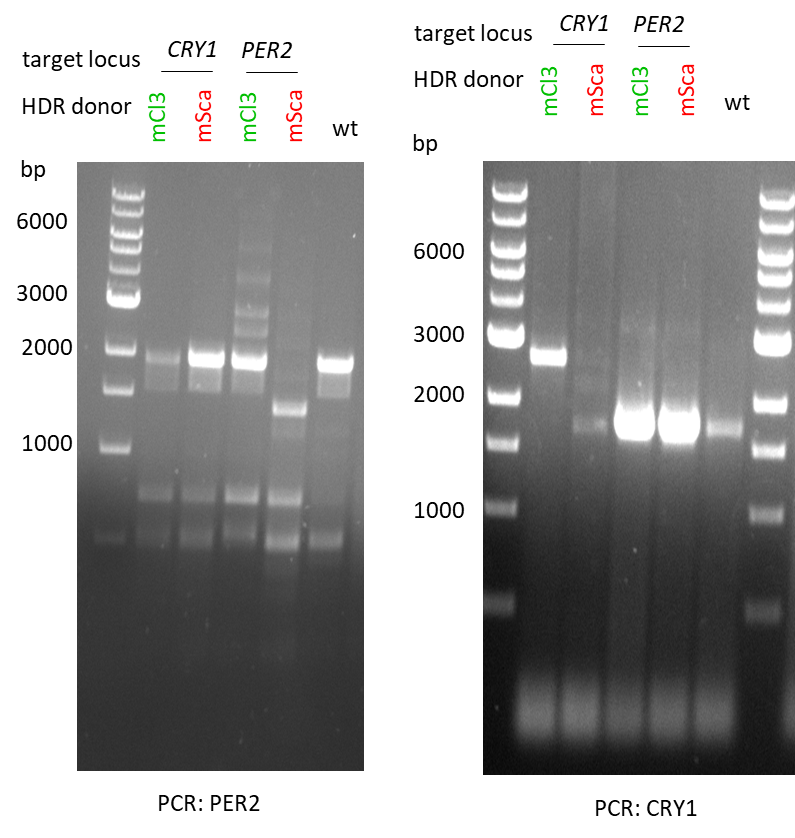 target locus CRY1 PER2
HDR donor mCl3 mSca mCl3 mSca wt
bp
6000
3000
2000
1000
PCR: PER2
target locus CRY1 PER2
HDR donor mCl3 mSca mCl3 mSca wt
bp
6000
3000
2000
1000
PCR: CRY1